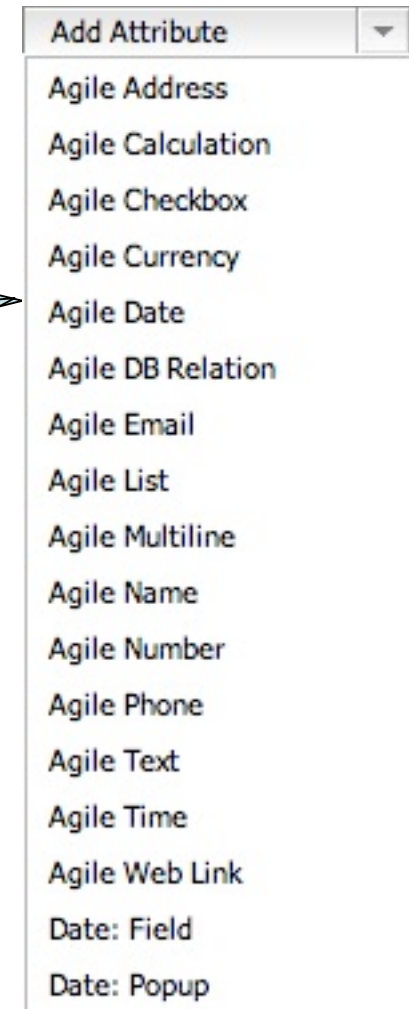 Add Attribute
Agile Address
Agile Calculation
Agile Checkbox
Agile Currency
Agile Date
Agile DB Relation
Agile Email
Agile List
Agile Multiline
Agile Name
Agile Number
Agile Phone
Agile Text
Agile Time
Agile Web Link
Date: Field
Date: Popup